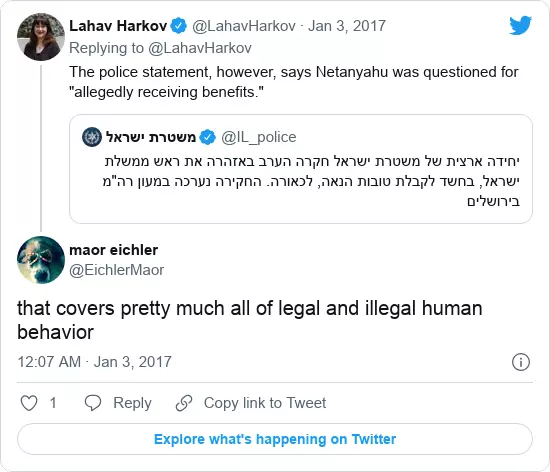 Lahav Harkov @LahavHarkov · Jan 3, 2017
Replying to @LahavHarkov
The police statement, however, says Netanyahu was questioned for
"allegedly receiving benefits."
משטרת ישראל @IL_police
יחידה ארצית של משטרת ישראל חקרה הערב באזהרה את ראש ממשלת
ישראל, בחשד לקבלת טובות הנאה, לכאורה. החקירה נערכה במעון רה"מ
בירושלים
maor eichler
@EichlerMaor
that covers pretty much all of legal and illegal human
behavior
12:07 AM · Jan 3, 2017
1 Reply Copy link to Tweet
Explore what's happening on Twitter